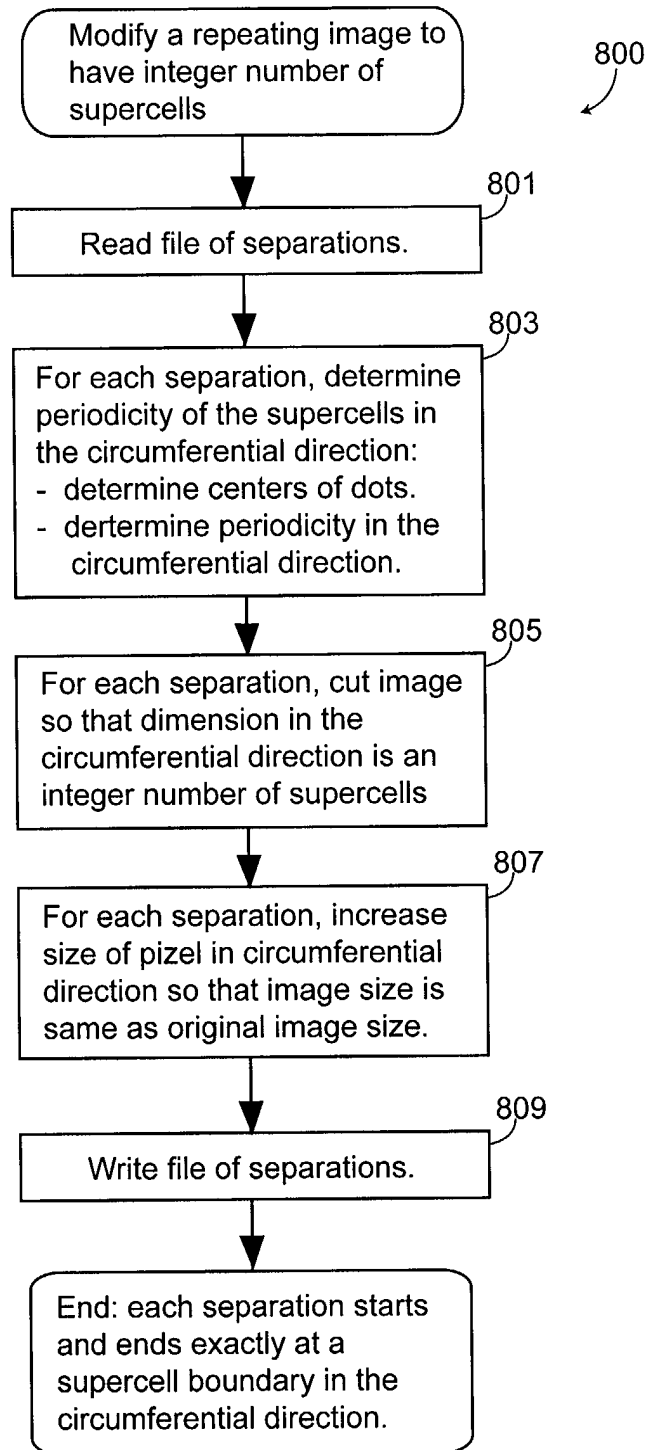 Modify a repeating image to
have integer number of
supercells
800
801
Read file of separations.
803
For each separation, determine
periodicity of the supercells in
the circumferential direction:
- determine centers of dots.
- dertermine periodicity in the
circumferential direction.
805
For each separation, cut image
so that dimension in the
circumferential direction is an
integer number of supercells
807
For each separation, increase
size of pizel in circumferential
direction so that image size is
same as original image size.
809
Write file of separations.
End: each separation starts
and ends exactly at a
supercell boundary in the
circumferential direction.